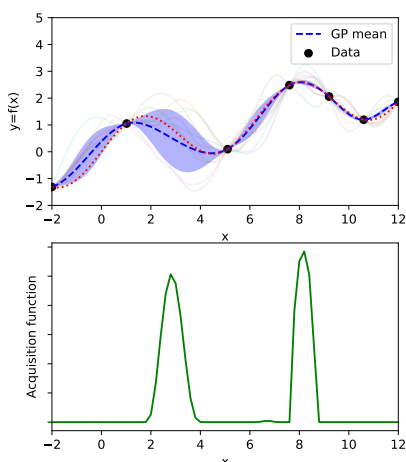 5
4
3
2
1
0
−1
−2
y=f(x)
GP mean
Data
−2 0 2 4 6 8 10 12
x
Acquisition function
−2 0 2 4 6 8 10 12
x